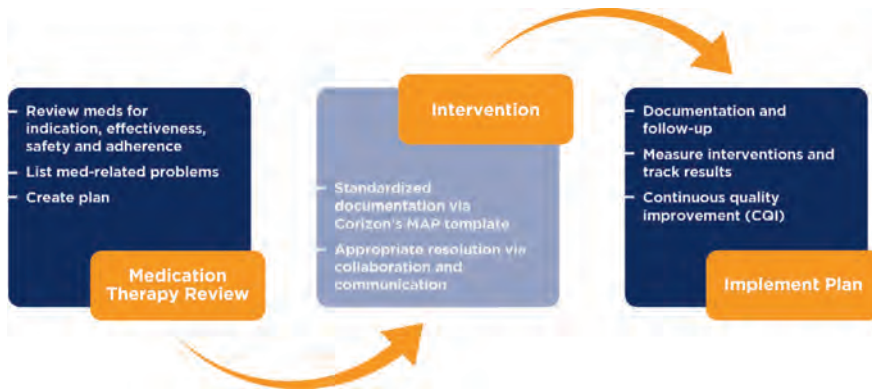 – Review meds for
indication, effectiveness,
safety and adherence
– List med-related problems
– Create plan
Medication
Therapy Review
Intervention
– Standardized
documentation via
Corizon's MAP template
– Appropriate resolution via
collaboration and
communication
– Documentation and
follow-up
– Measure interventions and
track results
– Continuous quality
improvement (CQI)
Implement Plan